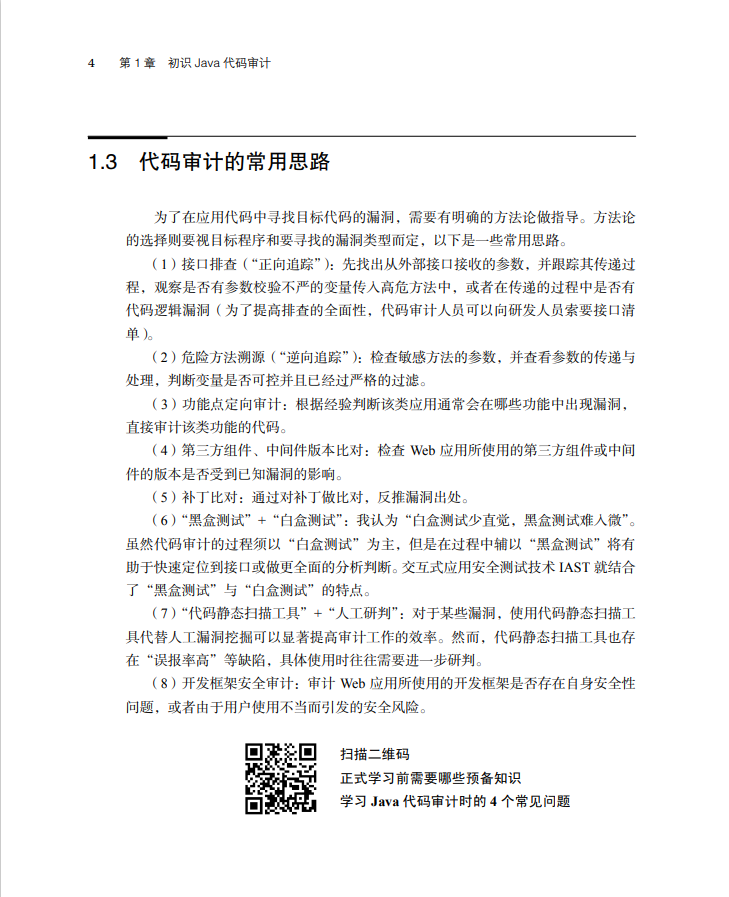 4 第 1 章 初识 Java 代码审计
1.3 代码审计的常用思路
为了在应用代码中寻找目标代码的漏洞，需要有明确的方法论做指导。方法论
的选择则要视目标程序和要寻找的漏洞类型而定，以下是一些常用思路。
（1）接口排查（“正向追踪”）：先找出从外部接口接收的参数，并跟踪其传递过
程，观察是否有参数校验不严的变量传入高危方法中，或者在传递的过程中是否有
代码逻辑漏洞（为了提高排查的全面性，代码审计人员可以向研发人员索要接口清
单）。
（2）危险方法溯源（“逆向追踪”）：检查敏感方法的参数，并查看参数的传递与
处理，判断变量是否可控并且已经过严格的过滤。
（3）功能点定向审计：根据经验判断该类应用通常会在哪些功能中出现漏洞，
直接审计该类功能的代码。
（4）第三方组件、中间件版本比对：检查 Web 应用所使用的第三方组件或中间
件的版本是否受到已知漏洞的影响。
（5）补丁比对：通过对补丁做比对，反推漏洞出处。
（6）“黑盒测试”+“白盒测试”：我认为“白盒测试少直觉，黑盒测试难入微”。
虽然代码审计的过程须以“白盒测试”为主，但是在过程中辅以“黑盒测试”将有
助于快速定位到接口或做更全面的分析判断。交互式应用安全测试技术 IAST 就结合
了“黑盒测试”与“白盒测试”的特点。
（7）“代码静态扫描工具”+“人工研判”：对于某些漏洞，使用代码静态扫描工
具代替人工漏洞挖掘可以显著提高审计工作的效率。然而，代码静态扫描工具也存
在“误报率高”等缺陷，具体使用时往往需要进一步研判。
（8）开发框架安全审计：审计 Web 应用所使用的开发框架是否存在自身安全性
问题，或者由于用户使用不当而引发的安全风险。
扫描二维码
正式学习前需要哪些预备知识
学习 Java 代码审计时的 4 个常见问题